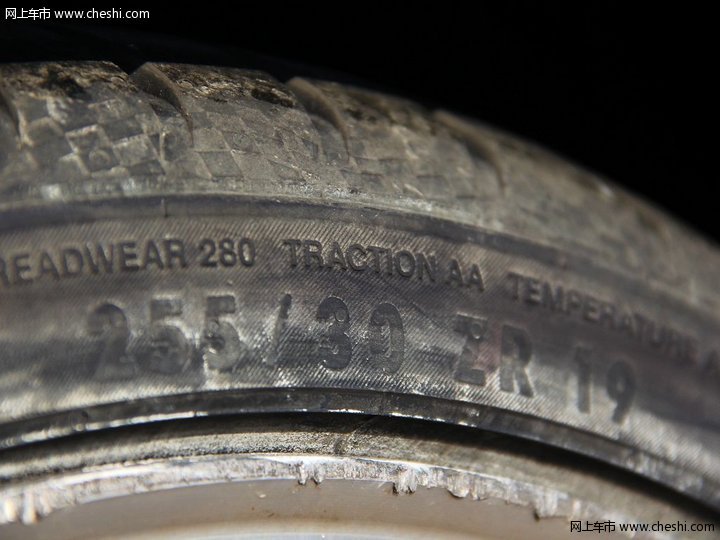 网上车市 www.cheshi.com
READWEAR 280 TRACTION AA TEMPERATURE A
255/30 ZR 19
网上车市 www.cheshi.com